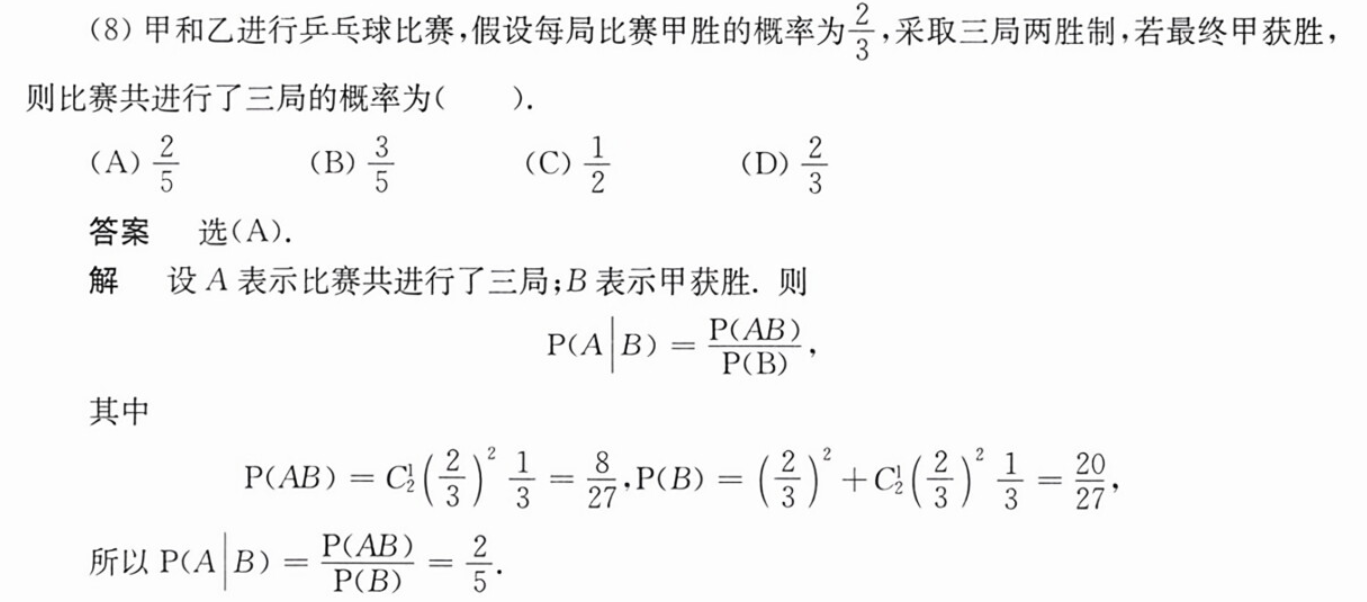 (8) 甲和乙进行乒乓球比赛,假设每局比赛甲胜的概率为$\frac{2}{3}$,采取三局两胜制,若最终甲获胜,
则比赛共进行了三局的概率为(　　).
(A) $\frac{2}{5}$　(B) $\frac{3}{5}$　(C) $\frac{1}{2}$　(D) $\frac{2}{3}$
答案　选(A).
解　设 A 表示比赛共进行了三局;B 表示甲获胜. 则
$P(A|B) = \frac{P(AB)}{P(B)}$,
其中
$P(AB) = C_2^1\left(\frac{2}{3}\right)^2\frac{1}{3} = \frac{8}{27}, P(B) = \left(\frac{2}{3}\right)^2 + C_2^1\left(\frac{2}{3}\right)^2\frac{1}{3} = \frac{20}{27}$,
所以 $P(A|B) = \frac{P(AB)}{P(B)} = \frac{2}{5}$.